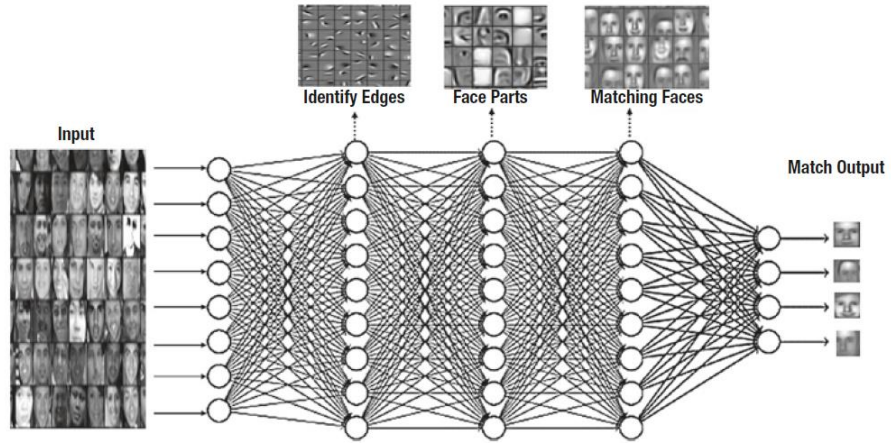 Identify Edges
Face Parts
Matching Faces
Input
Match Output